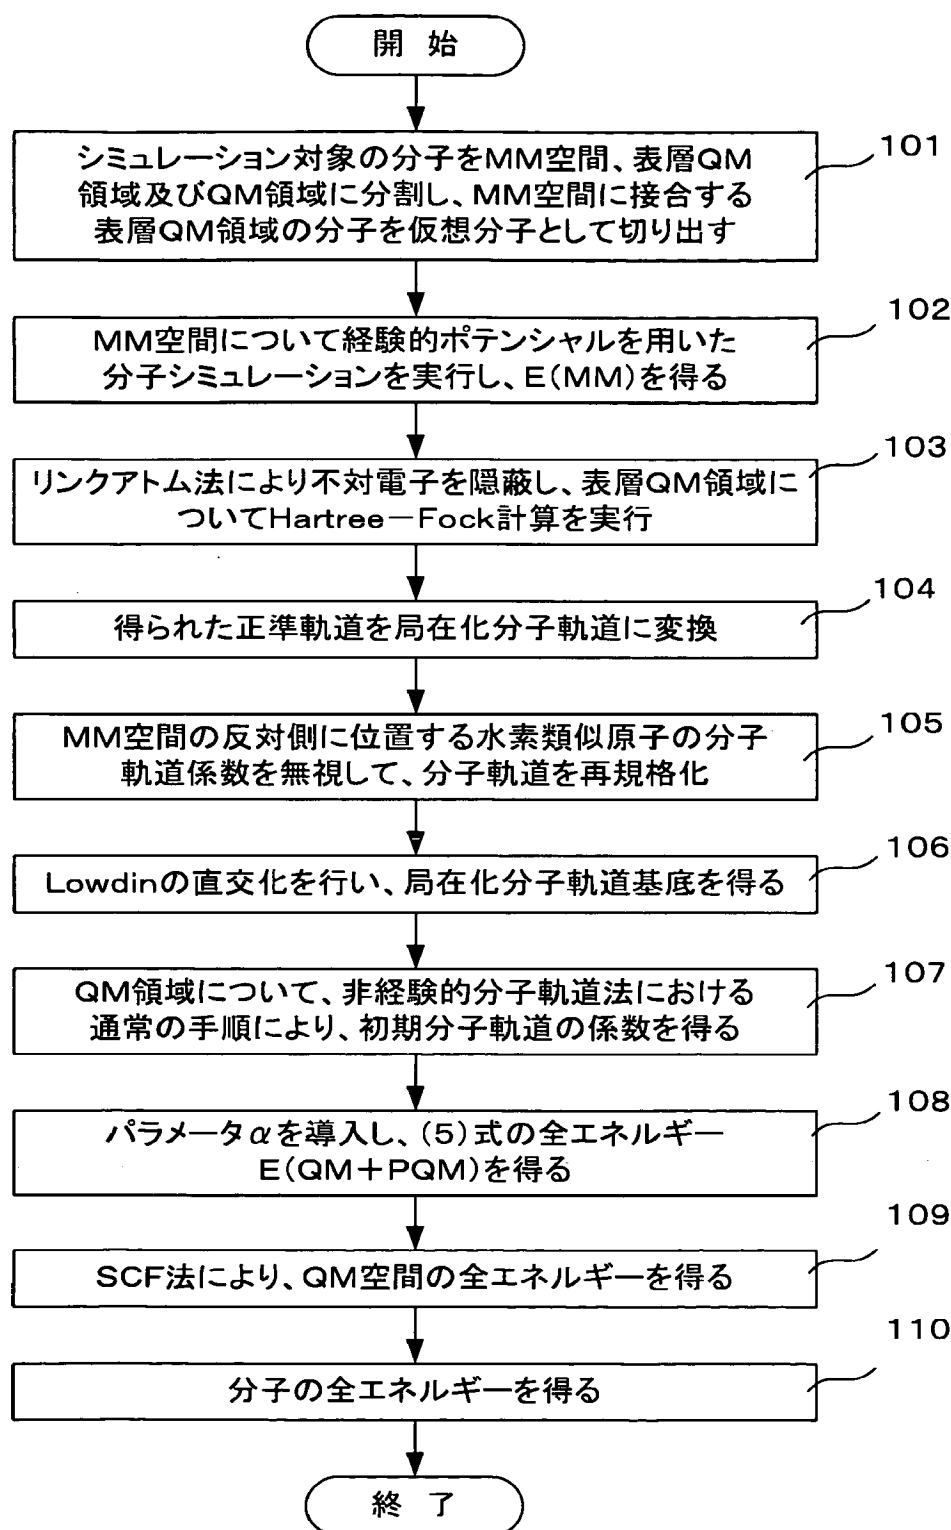 開 始
シミュレーション対象の分子をMM空間、表層QM
領域及びQM領域に分割し、MM空間に接合する
表層QM領域の分子を仮想分子として切り出す
101
MM空間について経験的ポテンシャルを用いた
分子シミュレーションを実行し、E(MM)を得る
102
リンクアトム法により不対電子を隠蔽し、表層QM領域に
ついてHartree-Fock計算を実行
103
得られた正準軌道を局在化分子軌道に変換
104
MM空間の反対側に位置する水素類似原子の分子
軌道係数を無視して、分子軌道を再規格化
105
Lowdinの直交化を行い、局在化分子軌道基底を得る
106
QM領域について、非経験的分子軌道法における
通常の手順により、初期分子軌道の係数を得る
107
パラメータαを導入し、(5)式の全エネルギー
E(QM+PQM)を得る
108
SCF法により、QM空間の全エネルギーを得る
109
分子の全エネルギーを得る
110
終 了